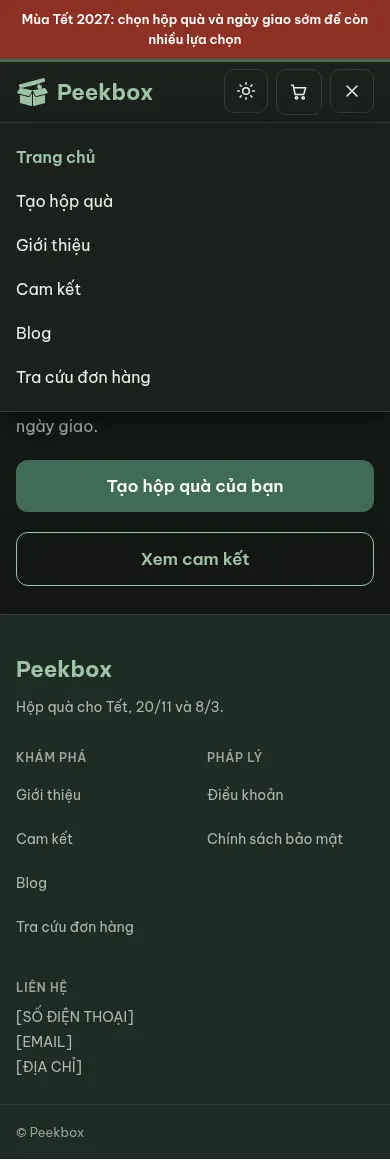 Mùa Tết 2027: chọn hộp quà và ngày giao sớm để còn
nhiều lựa chọn
Peekbox
Trang chủ
Tạo hộp quà
Giới thiệu
Cam kết
Blog
Tra cứu đơn hàng
ngày giao.
Tạo hộp quà của bạn
Xem cam kết
Peekbox
Hộp quà cho Tết, 20/11 và 8/3.
KHÁM PHÁ
Giới thiệu
Cam kết
Blog
Tra cứu đơn hàng
PHÁP LÝ
Điều khoản
Chính sách bảo mật
LIÊN HỆ
[SỐ ĐIỆN THOẠI]
[EMAIL]
[ĐỊA CHỈ]
© Peekbox